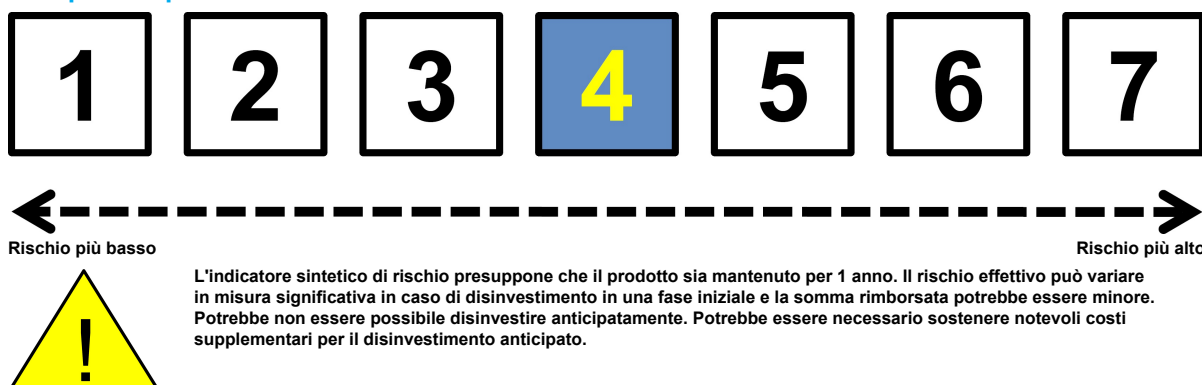 1 2 3 4 5 6 7
Rischio più basso Rischio più alto
L'indicatore sintetico di rischio presuppone che il prodotto sia mantenuto per 1 anno. Il rischio effettivo può variare
in misura significativa in caso di disinvestimento in una fase iniziale e la somma rimborsata potrebbe essere minore.
Potrebbe non essere possibile disinvestire anticipatamente. Potrebbe essere necessario sostenere notevoli costi
supplementari per il disinvestimento anticipato.
!